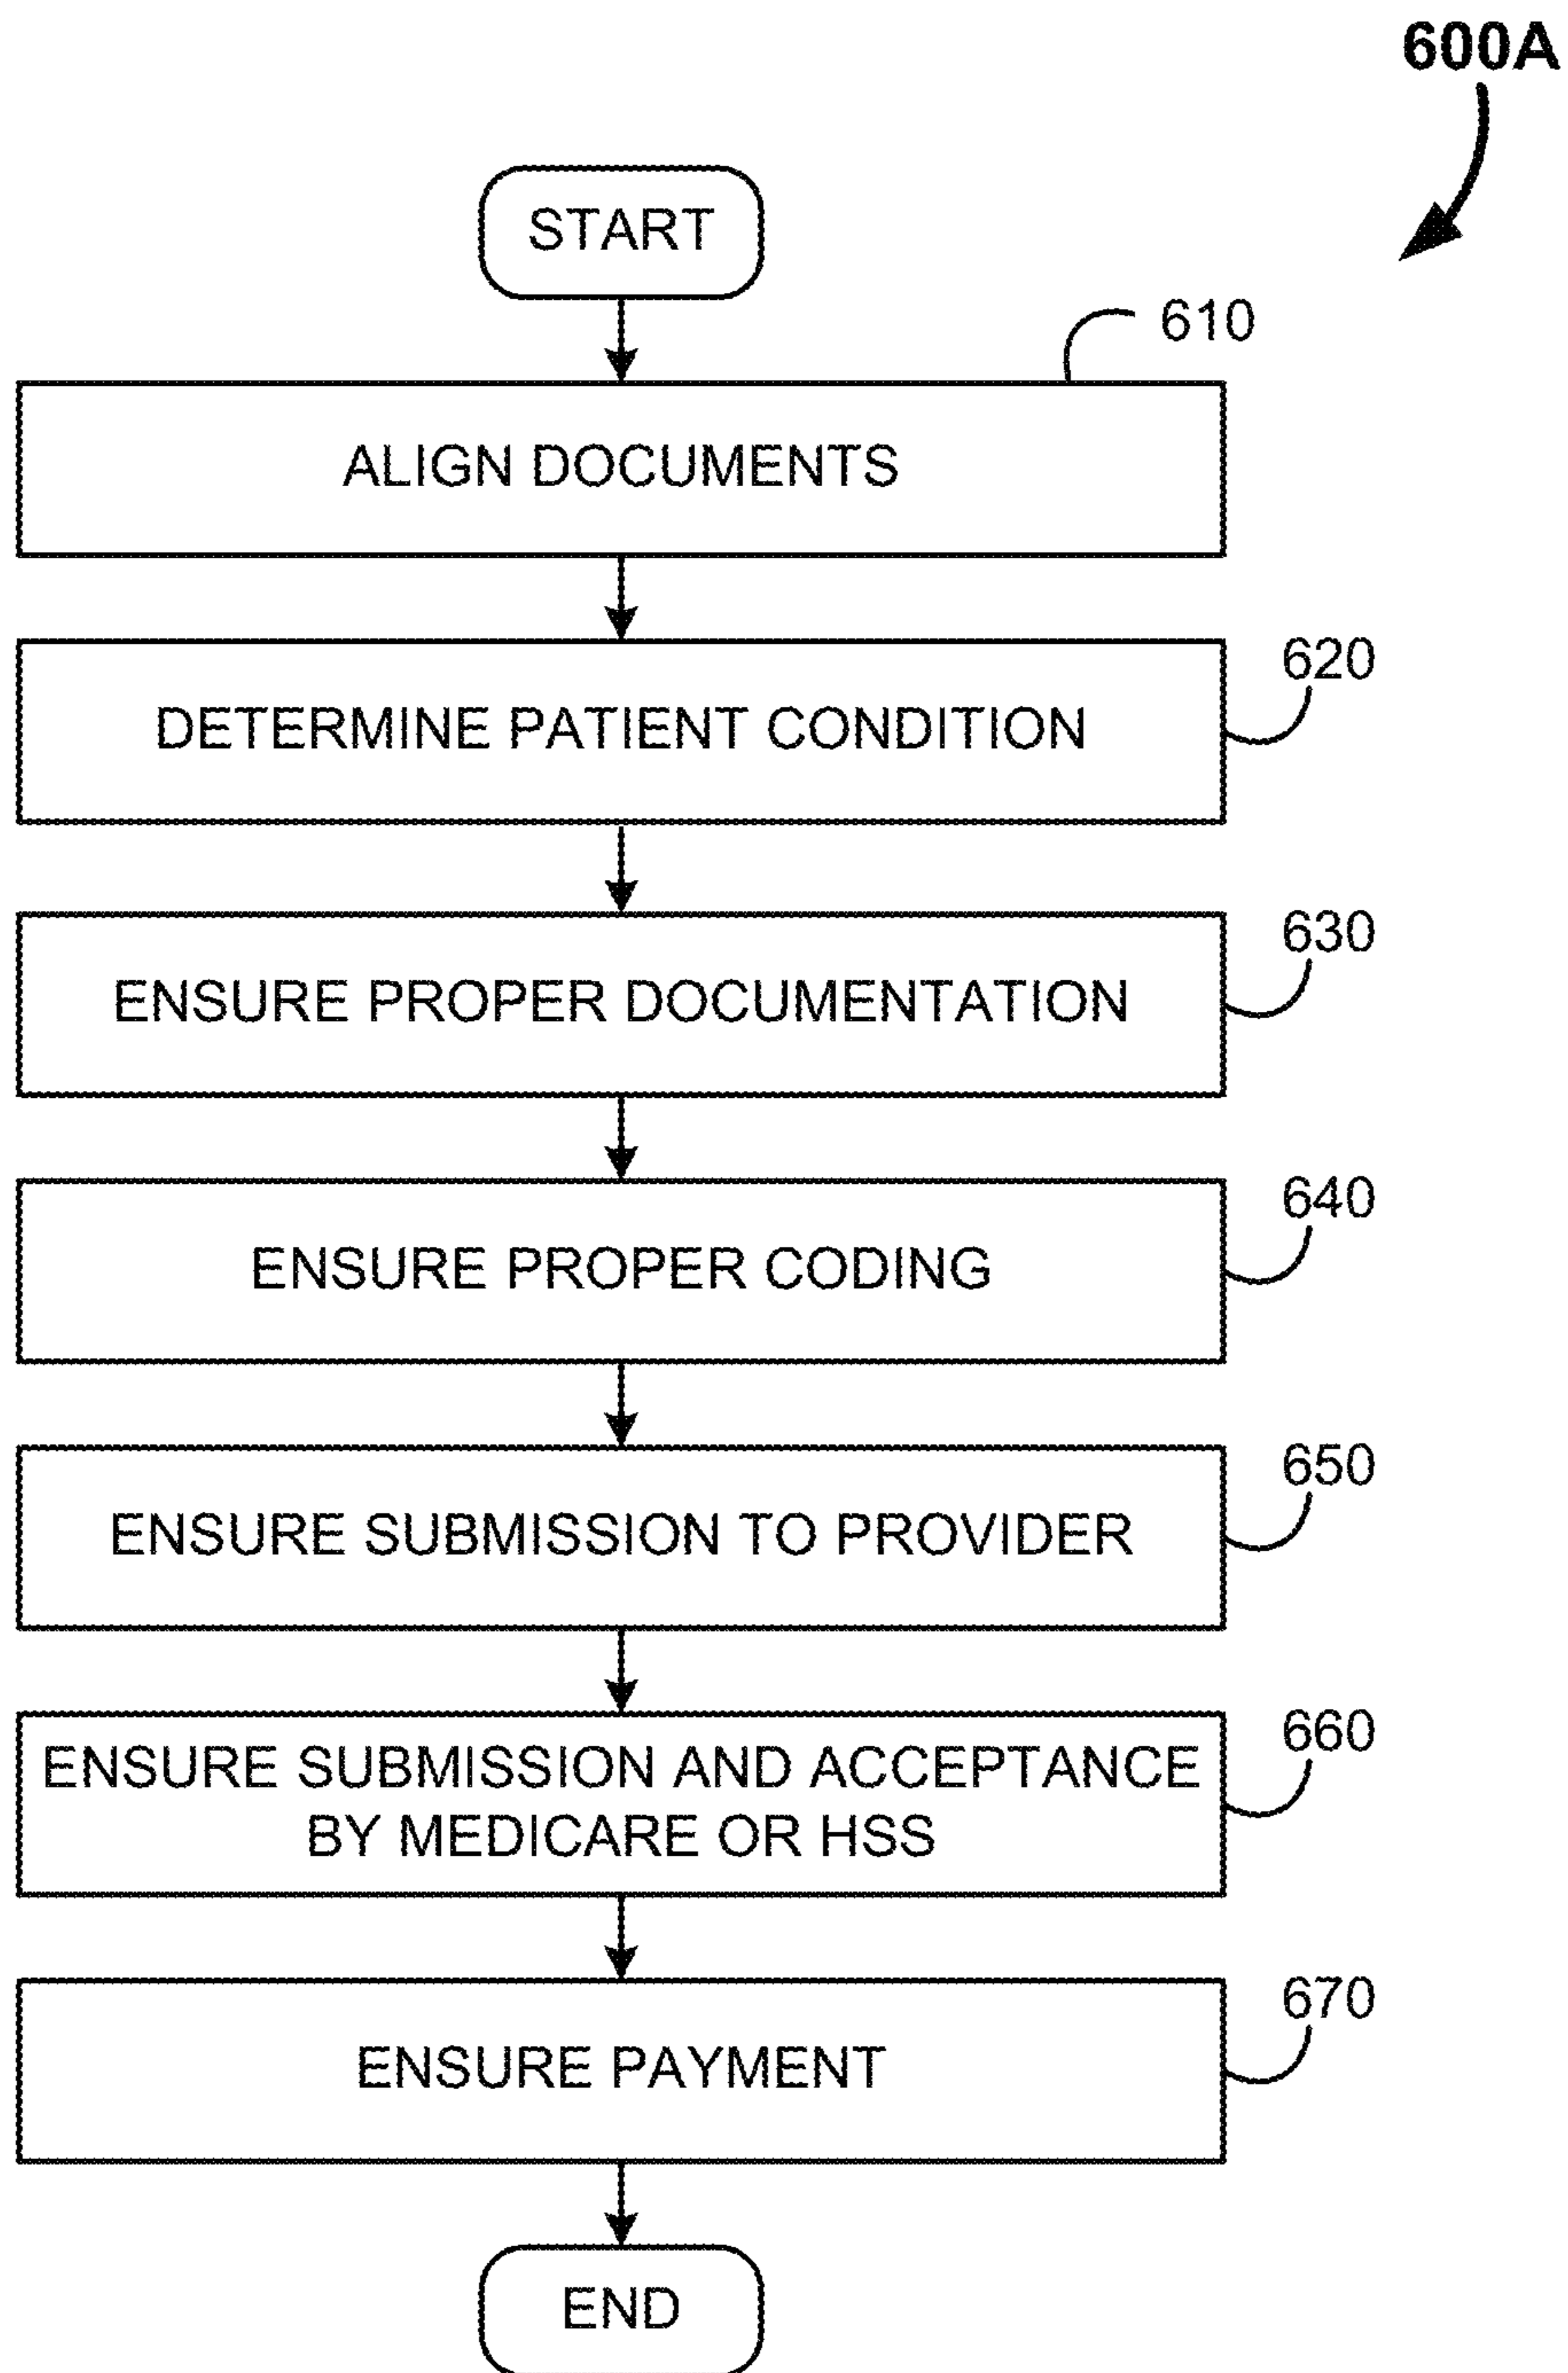 600A
START
610
ALIGN DOCUMENTS
620
DETERMINE PATIENT CONDITION
630
ENSURE PROPER DOCUMENTATION
640
ENSURE PROPER CODING
650
ENSURE SUBMISSION TO PROVIDER
660
ENSURE SUBMISSION AND ACCEPTANCE
BY MEDICARE OR HSS
670
ENSURE PAYMENT
END